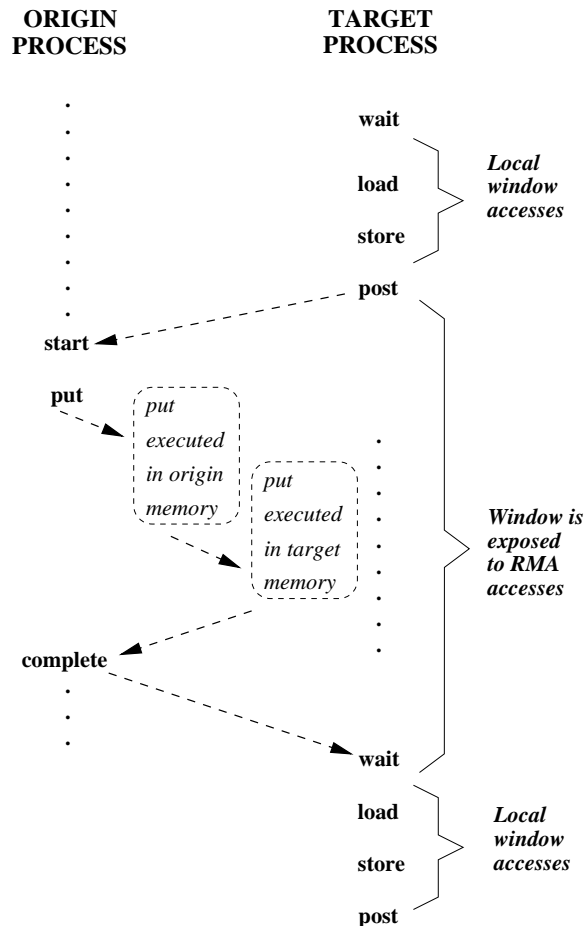 ORIGIN
PROCESS
TARGET
PROCESS
wait
load
store
Local
window
accesses
post
start
put
put
executed
in origin
memory
put
executed
in target
memory
Window is
exposed
to RMA
accesses
complete
wait
load
store
Local
window
accesses
post